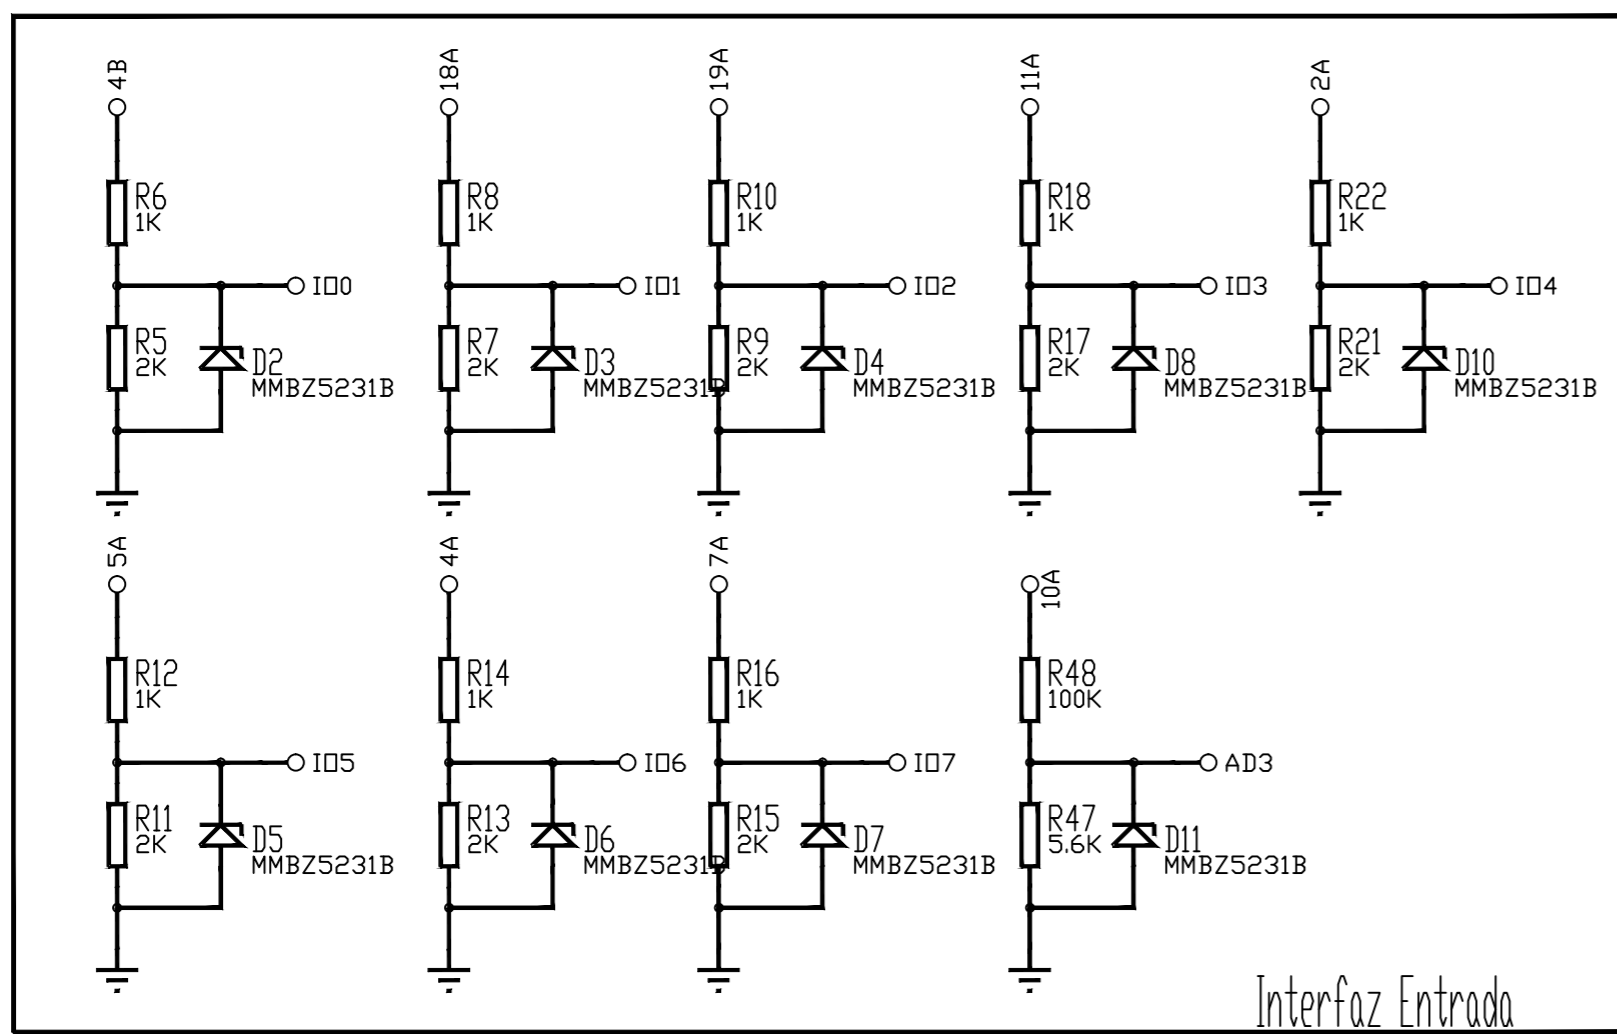 4B
18A
19A
11A
2A
R6
1K
R8
1K
R10
1K
R18
1K
R22
1K
IO0
IO1
IO2
IO3
IO4
R5
2K
D2
MMBZ5231B
R7
2K
D3
MMBZ5231B
R9
2K
D4
MMBZ5231B
R17
2K
D8
MMBZ5231B
R21
2K
D10
MMBZ5231B
5A
4A
7A
10A
R12
1K
R14
1K
R16
1K
R48
100K
IO5
IO6
IO7
AD3
R11
2K
D5
MMBZ5231B
R13
2K
D6
MMBZ5231B
R15
2K
D7
MMBZ5231B
R47
5.6K
D11
MMBZ5231B
Interfaz Entrada